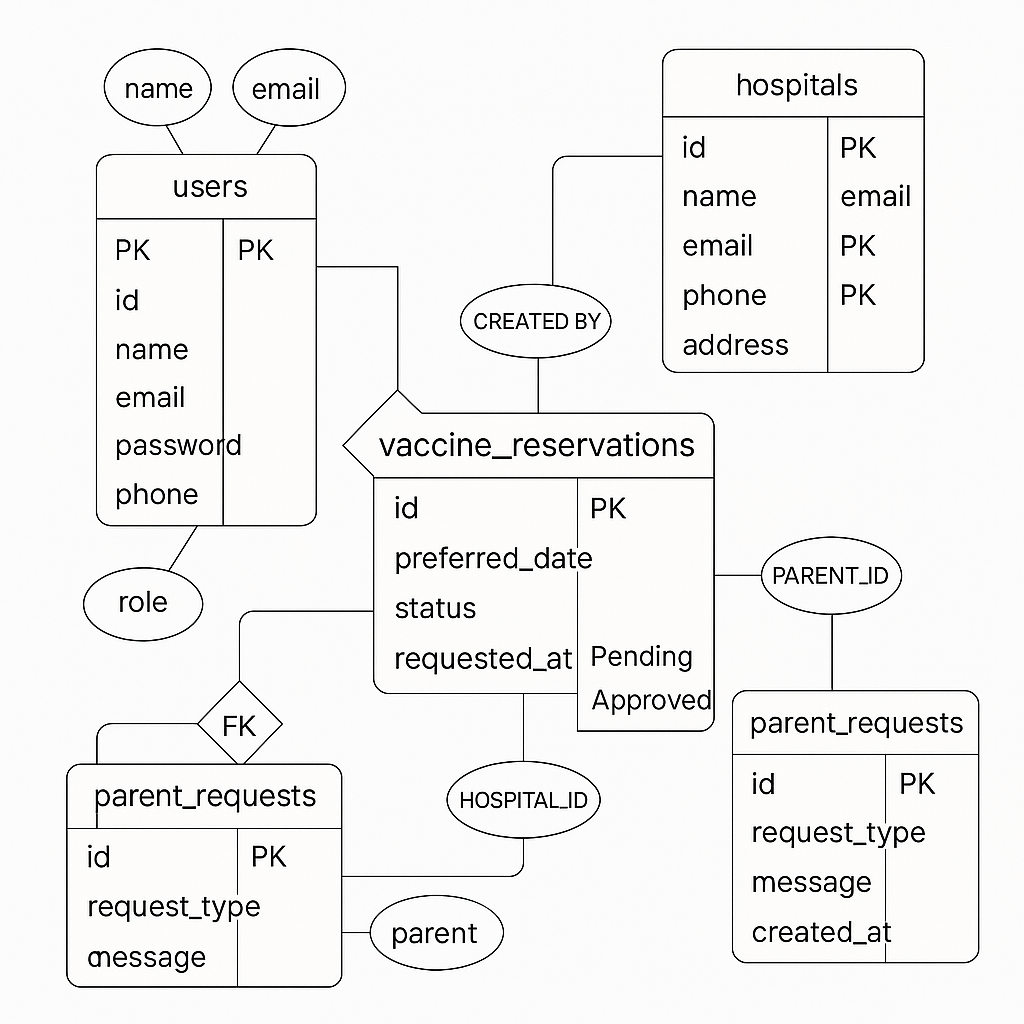 name
email
users
PK PK
id
name
email
password
phone
role
hospitals
id PK
name email
email PK
phone PK
address
CREATED BY
vaccine_reservations
id PK
preferred_date
status
requested_at Pending
Approved
PARENT_ID
FK
parent_requests
id PK
request_type
message
HOSPITAL_ID
parent
parent_requests
id PK
request_type
message
created_at